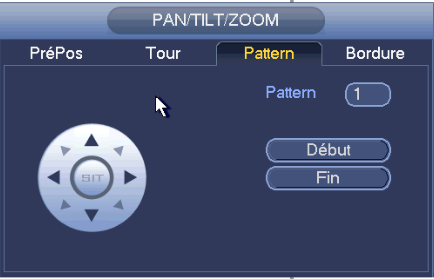 PAN/TILT/ZOOM
PréPos Tour Pattern Bordure
Pattern 1
Début
SIT
Fin